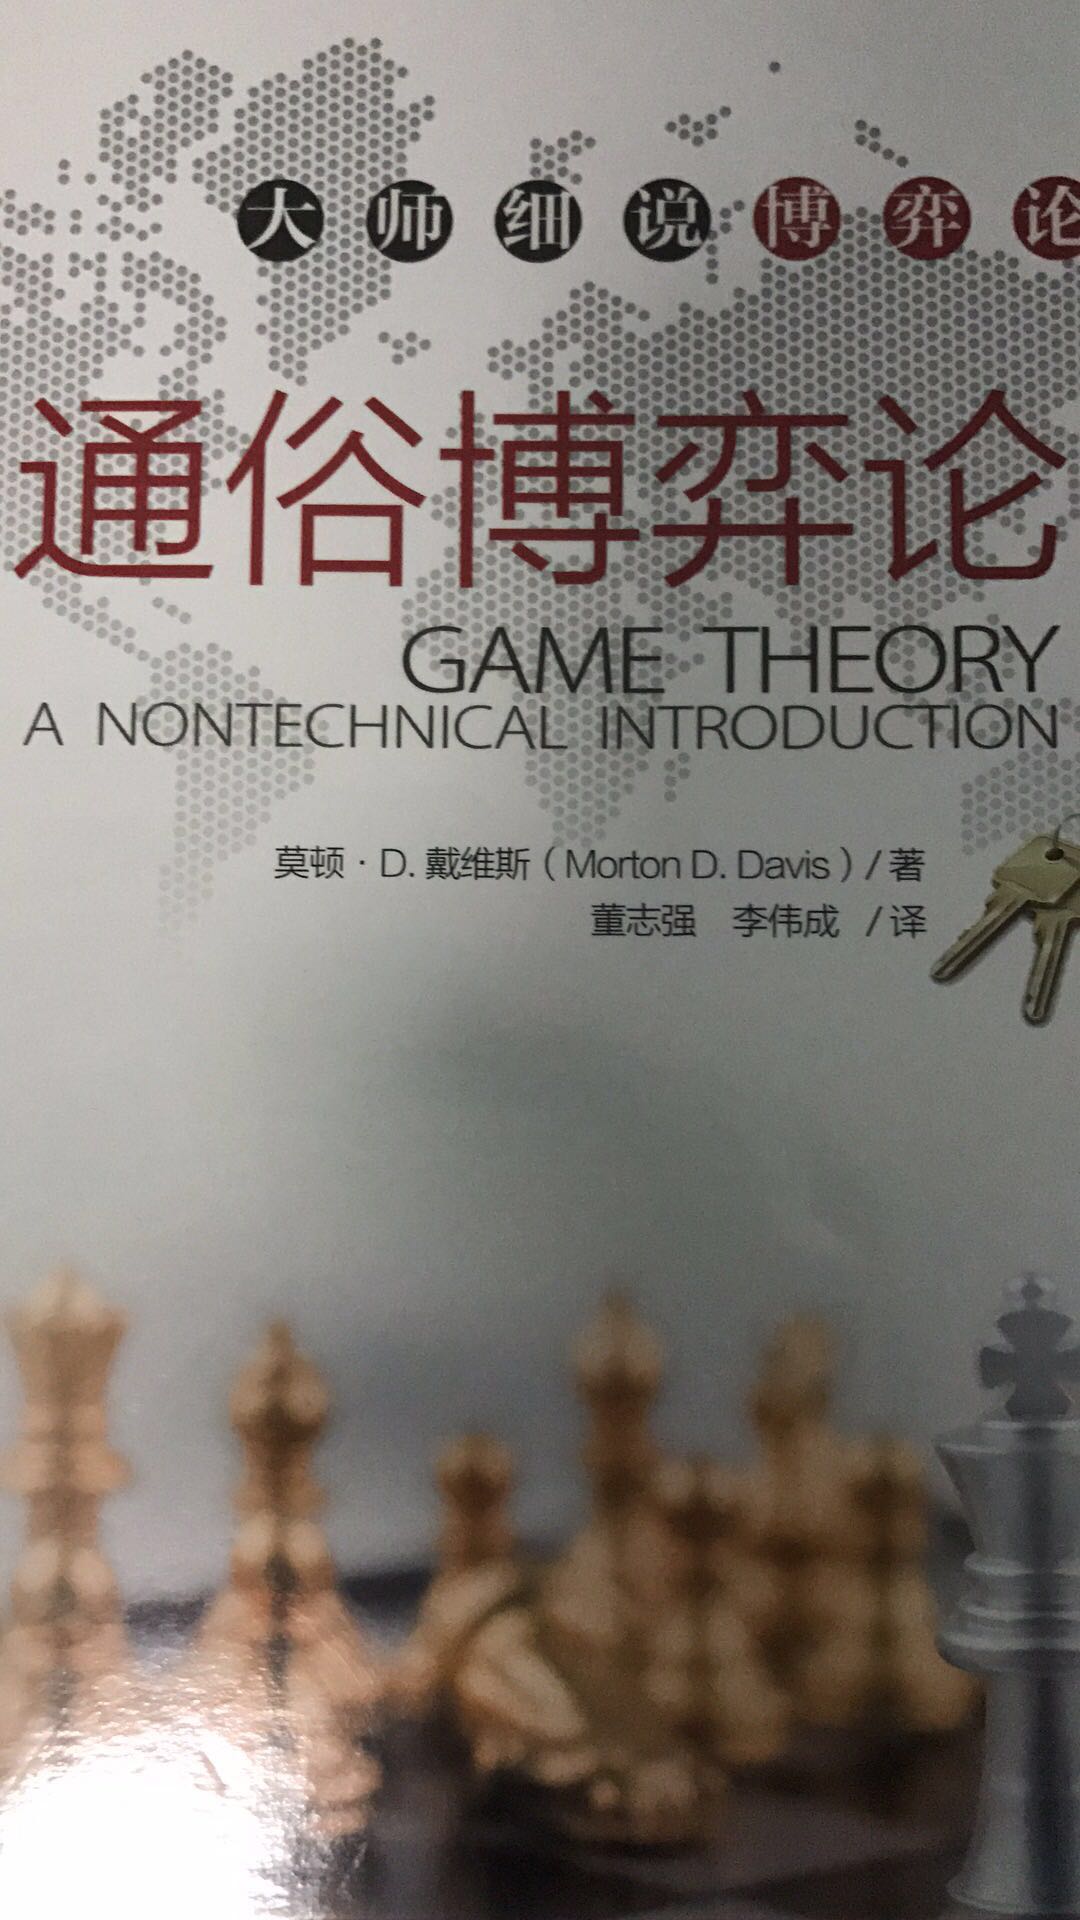 大师细说博弈论
通俗博弈论
GAME THEORY
A NONTECHNICAL INTRODUCTION
莫顿·D. 戴维斯（Morton D. Davis）/ 著
董志强 李伟成 / 译